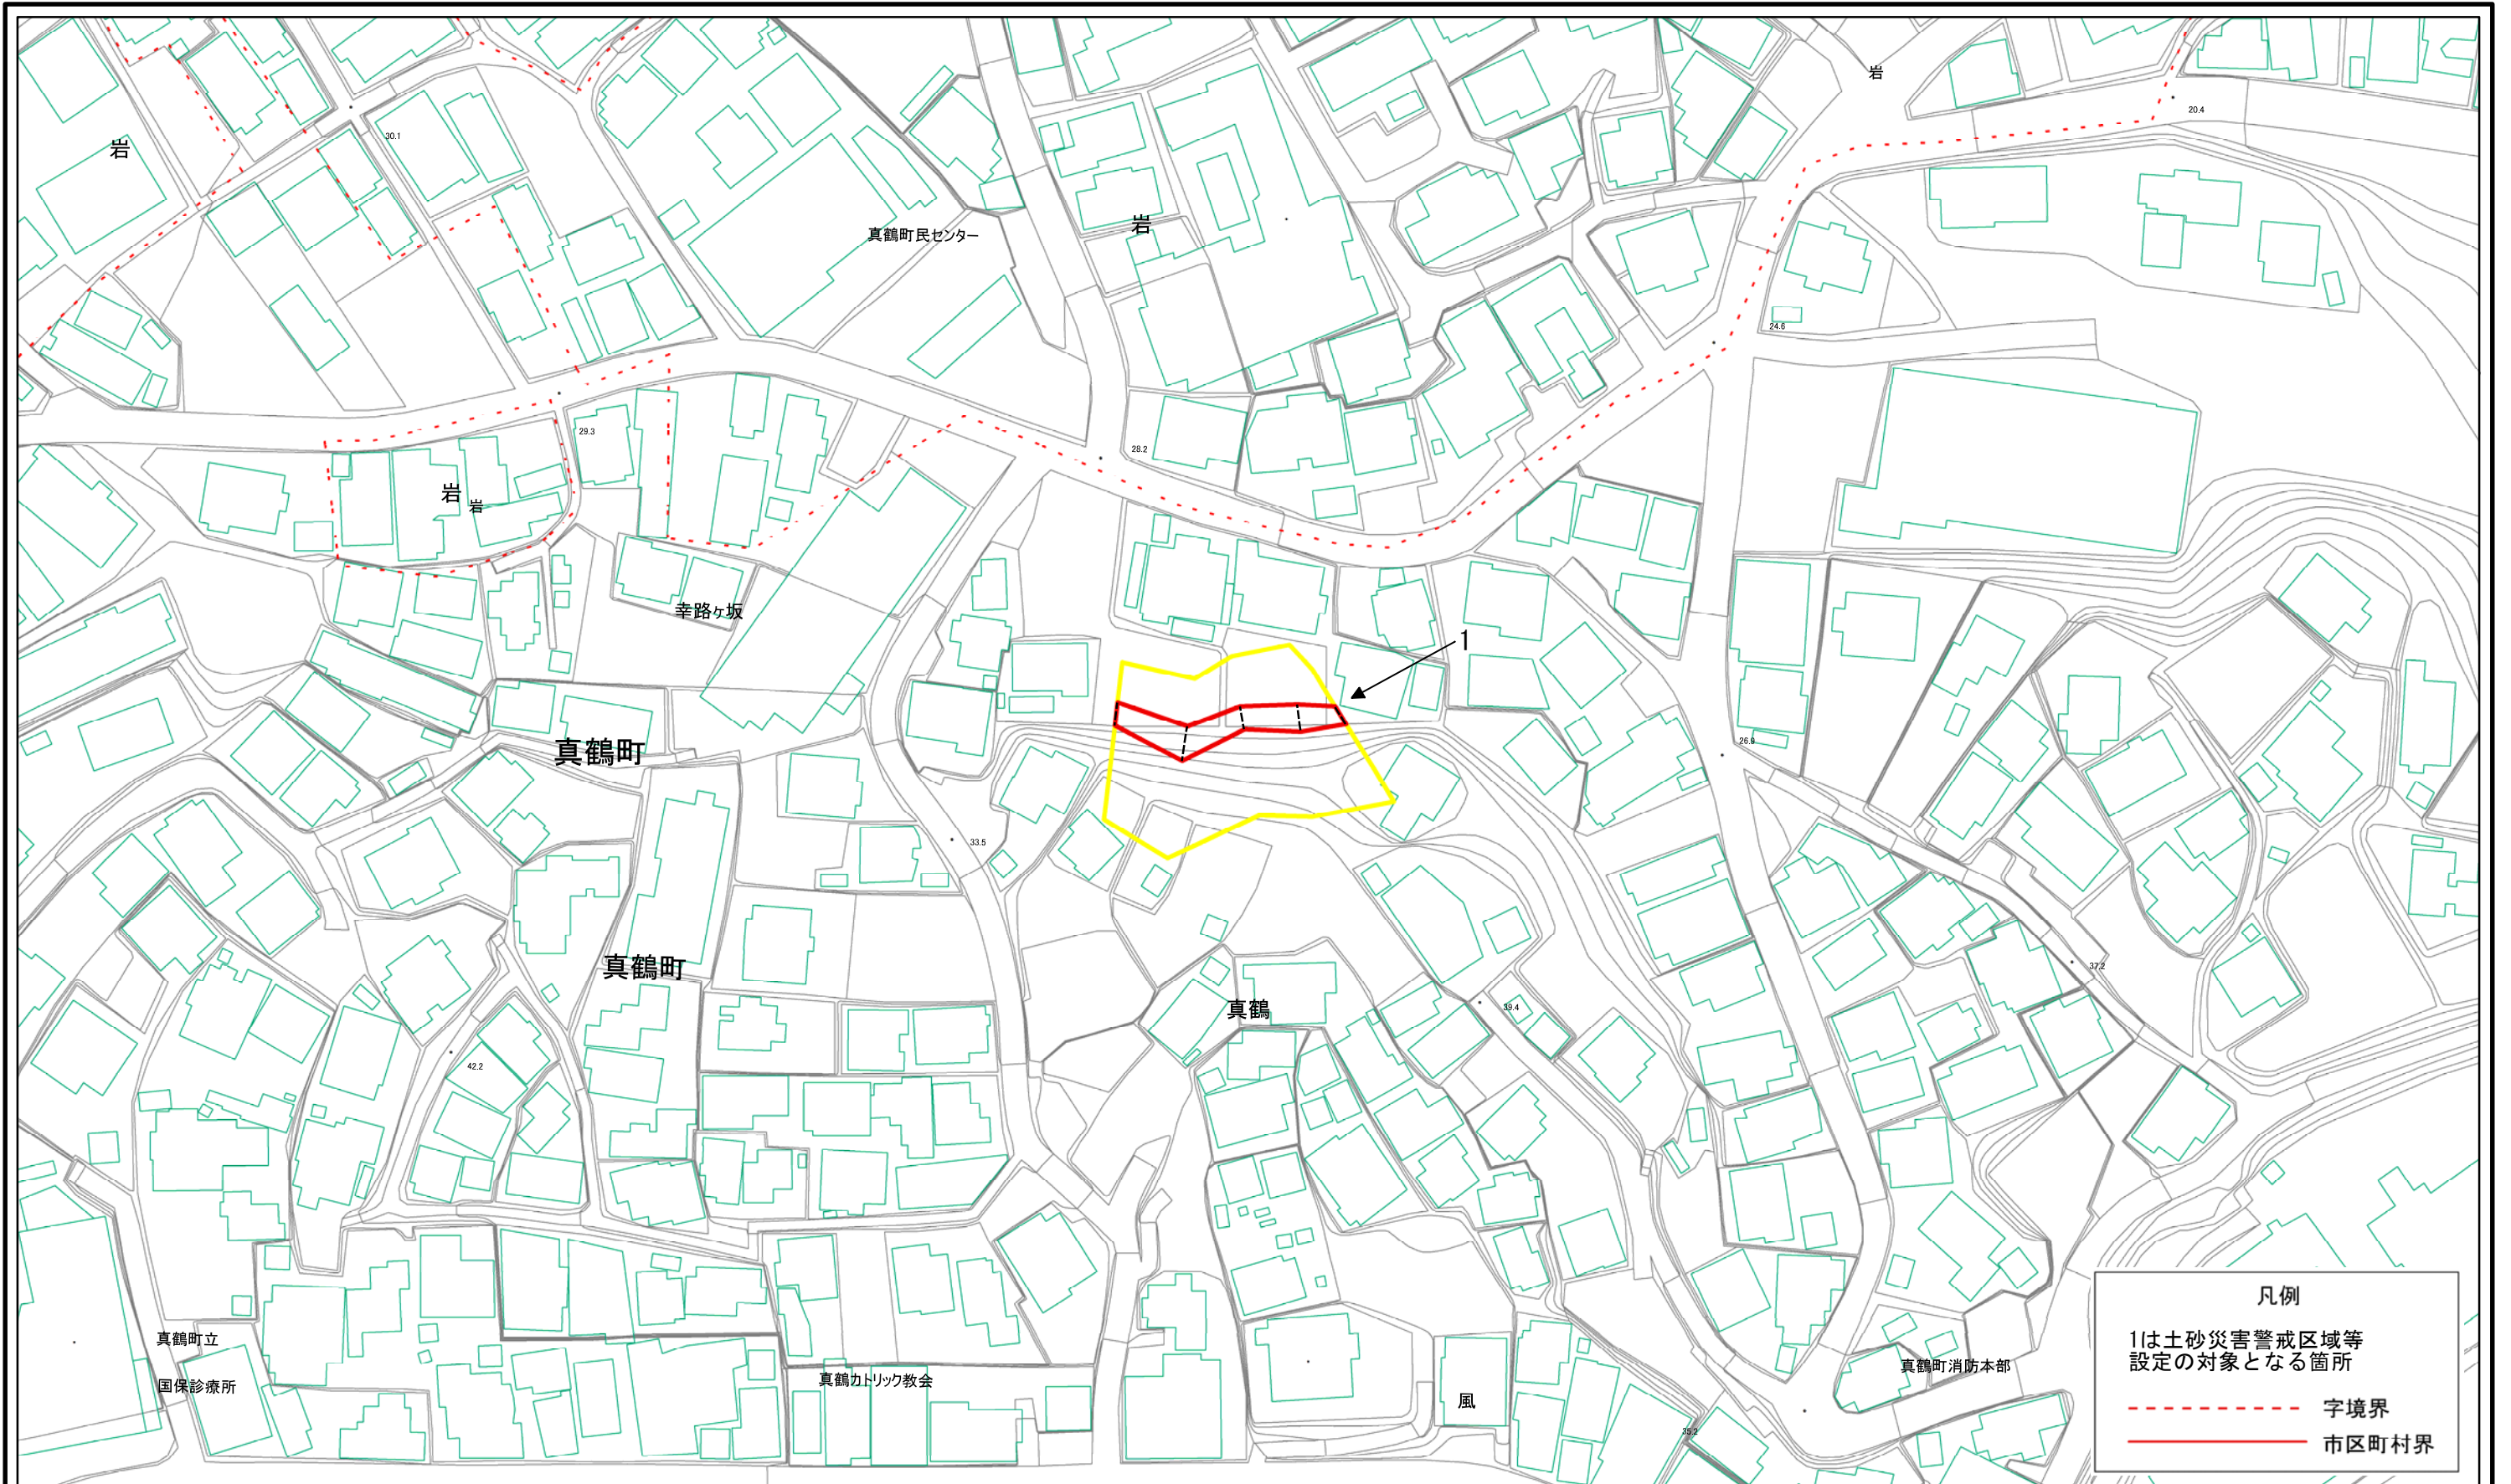 岩
20.4
岩
30.1
岩
真鶴町民センター
24.6
29.3
28.2
岩
岩
幸路ヶ坂
1
真鶴町
26.9
33.5
真鶴町
37.2
真鶴
39.4
42.2
真鶴町立
国保診療所
真鶴カトリック教会
風
真鶴町消防本部
35.2
凡例
1は土砂災害警戒区域等
設定の対象となる箇所
字境界
市区町村界